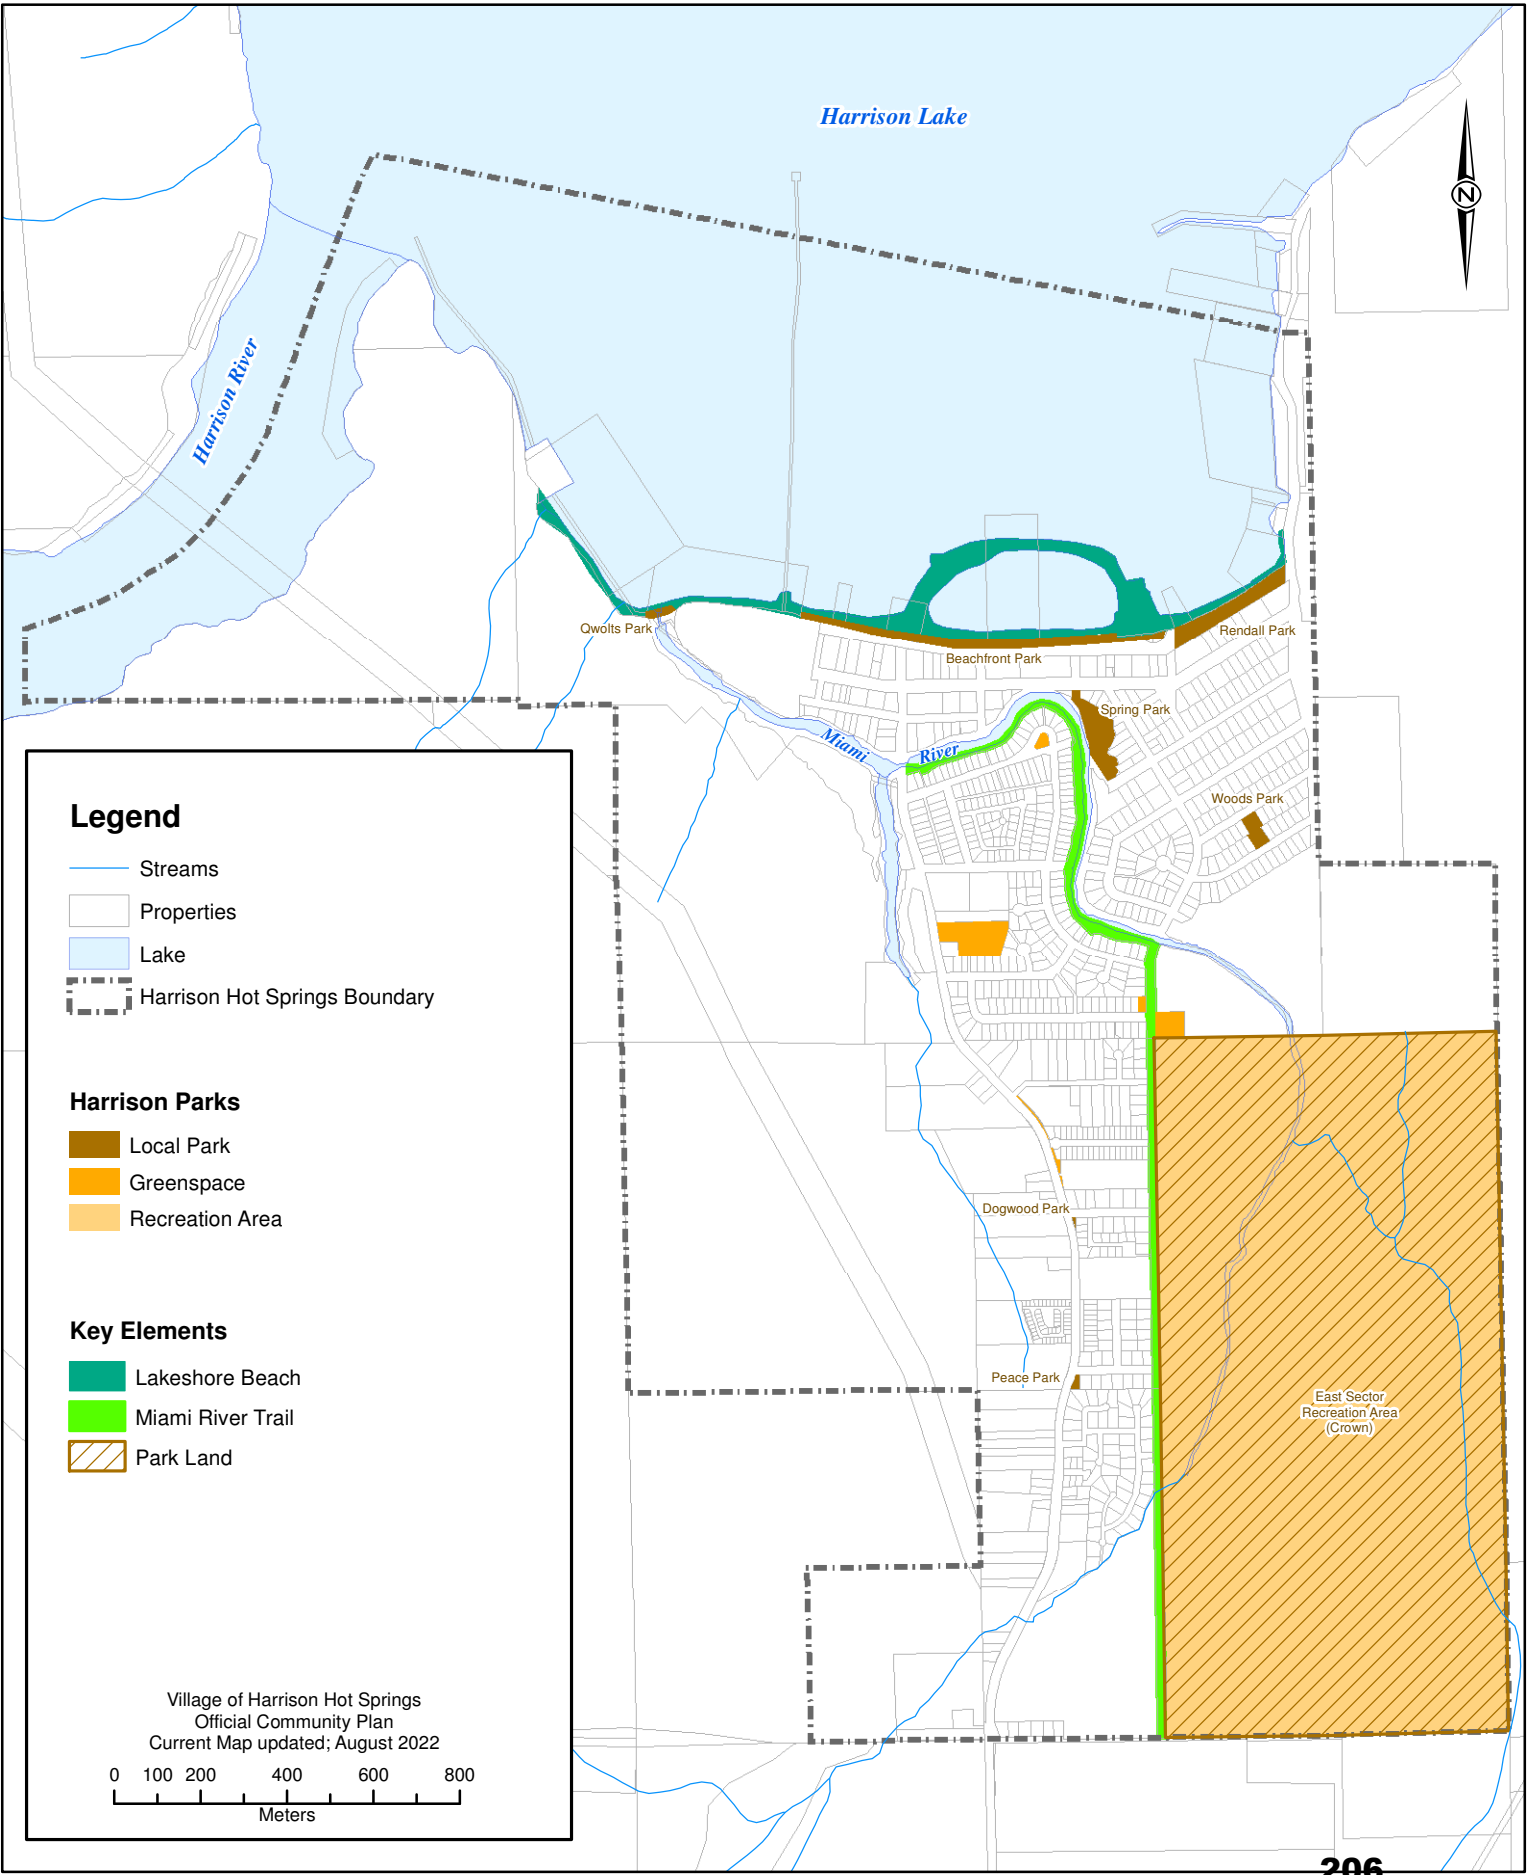 Harrison Lake
N
Harrison River
Qwolts Park
Rendall Park
Beachfront Park
Spring Park
Miami River
Woods Park
Legend
Streams
Properties
Lake
Harrison Hot Springs Boundary
Harrison Parks
Local Park
Greenspace
Recreation Area
Dogwood Park
Key Elements
Lakeshore Beach
Miami River Trail
Park Land
Peace Park
East Sector
Recreation Area
(Crown)
Village of Harrison Hot Springs
Official Community Plan
Current Map updated; August 2022
0 100 200 400 600 800
Meters
206